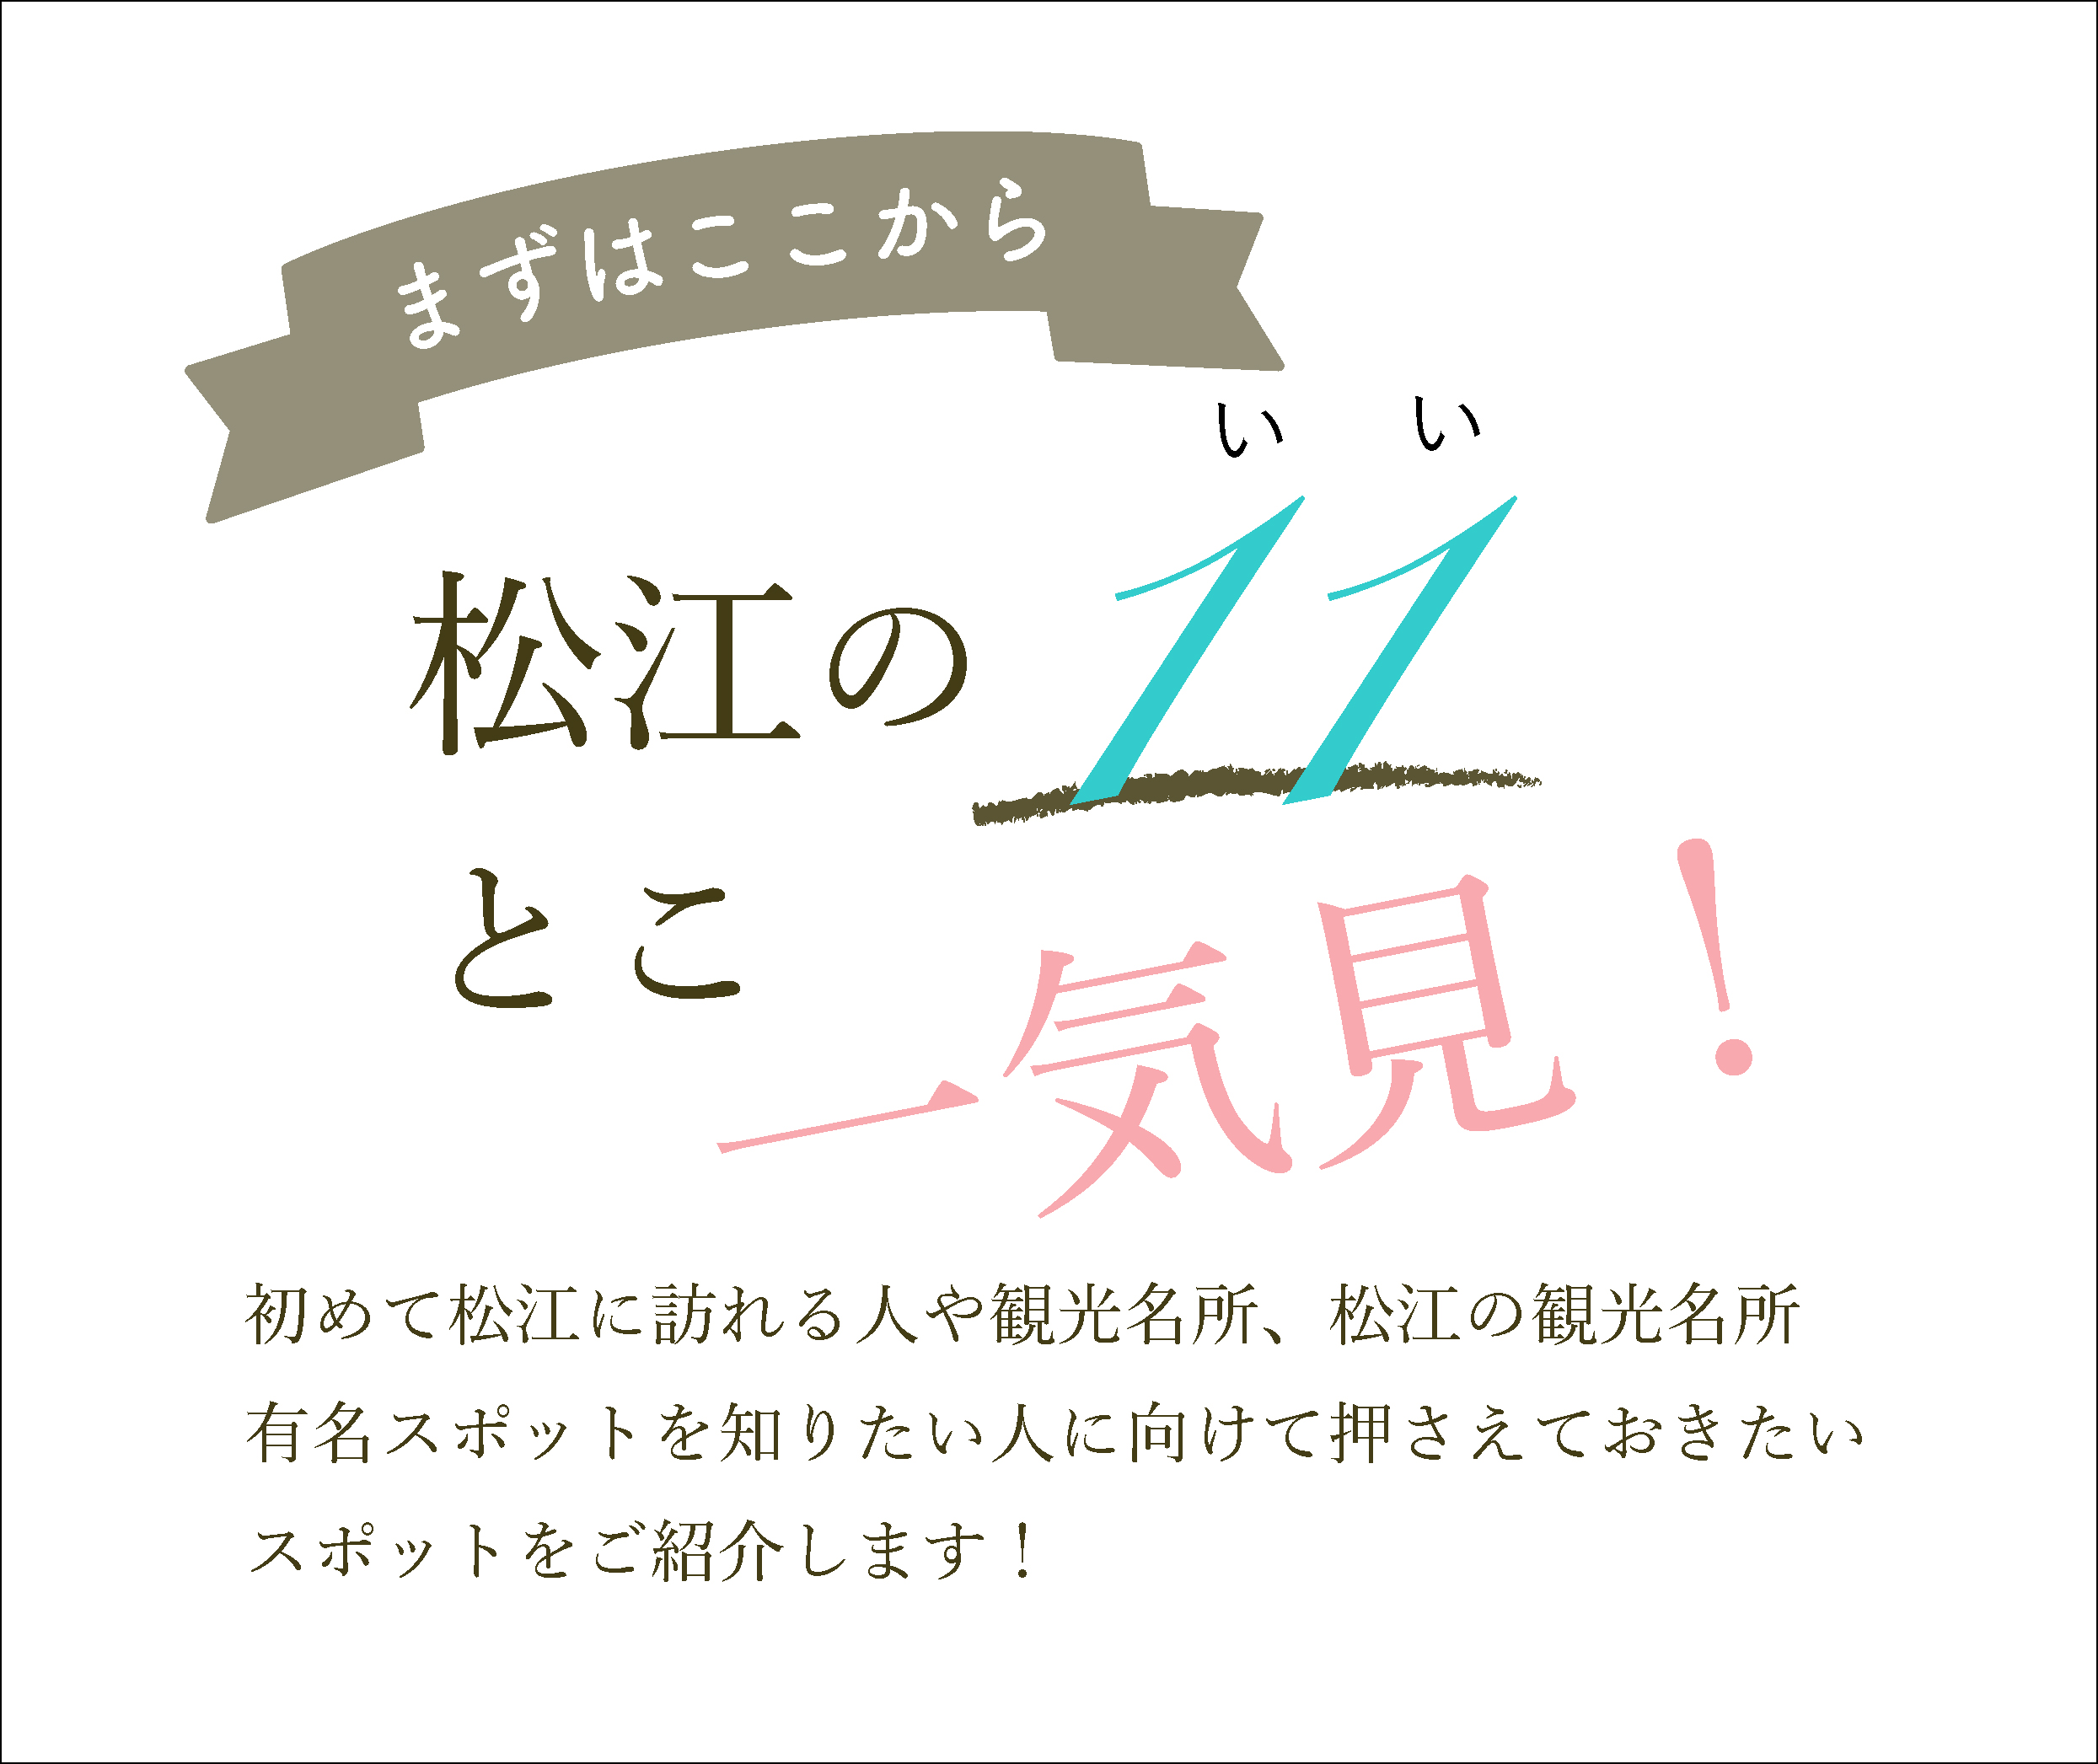 まずはここから
いい
松江の11
とこ
一気見！
初めて松江に訪れる人や観光名所、松江の観光名所
有名スポットを知りたい人に向けて押さえておきたい
スポットをご紹介します！